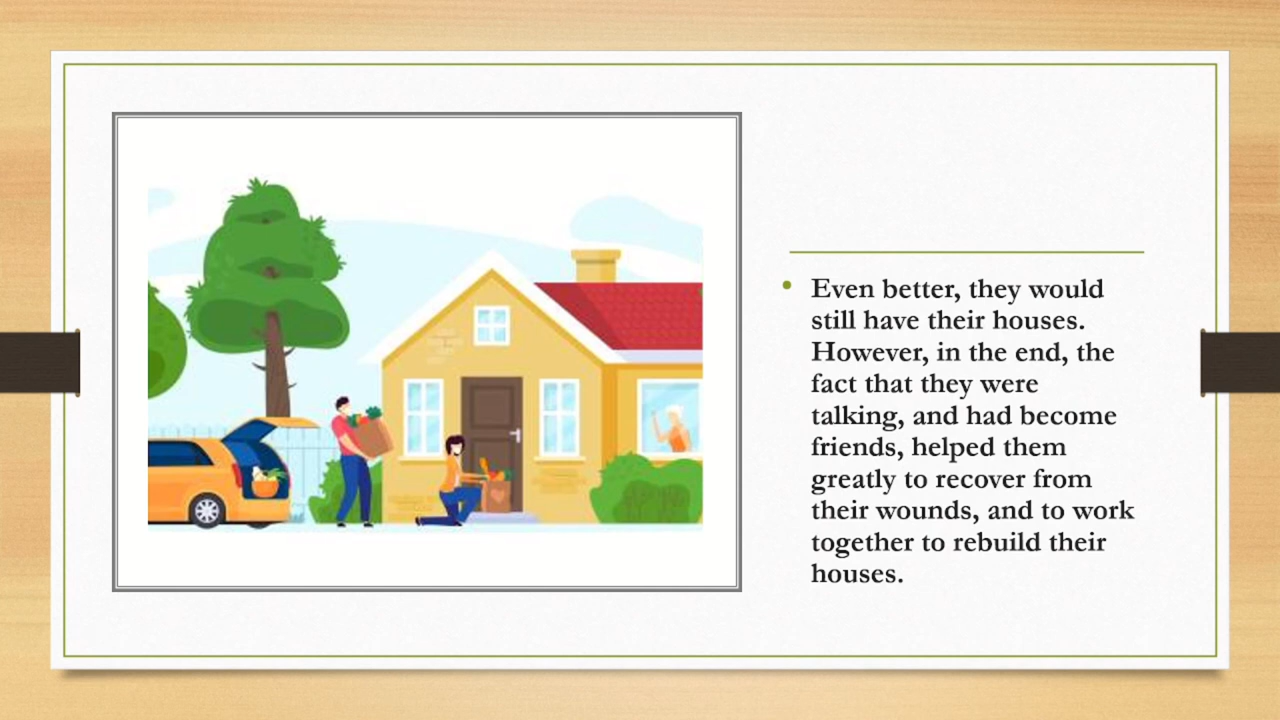 Even better, they would
still have their houses.
However, in the end, the
fact that they were
talking, and had become
friends, helped them
greatly to recover from
their wounds, and to work
together to rebuild their
houses.